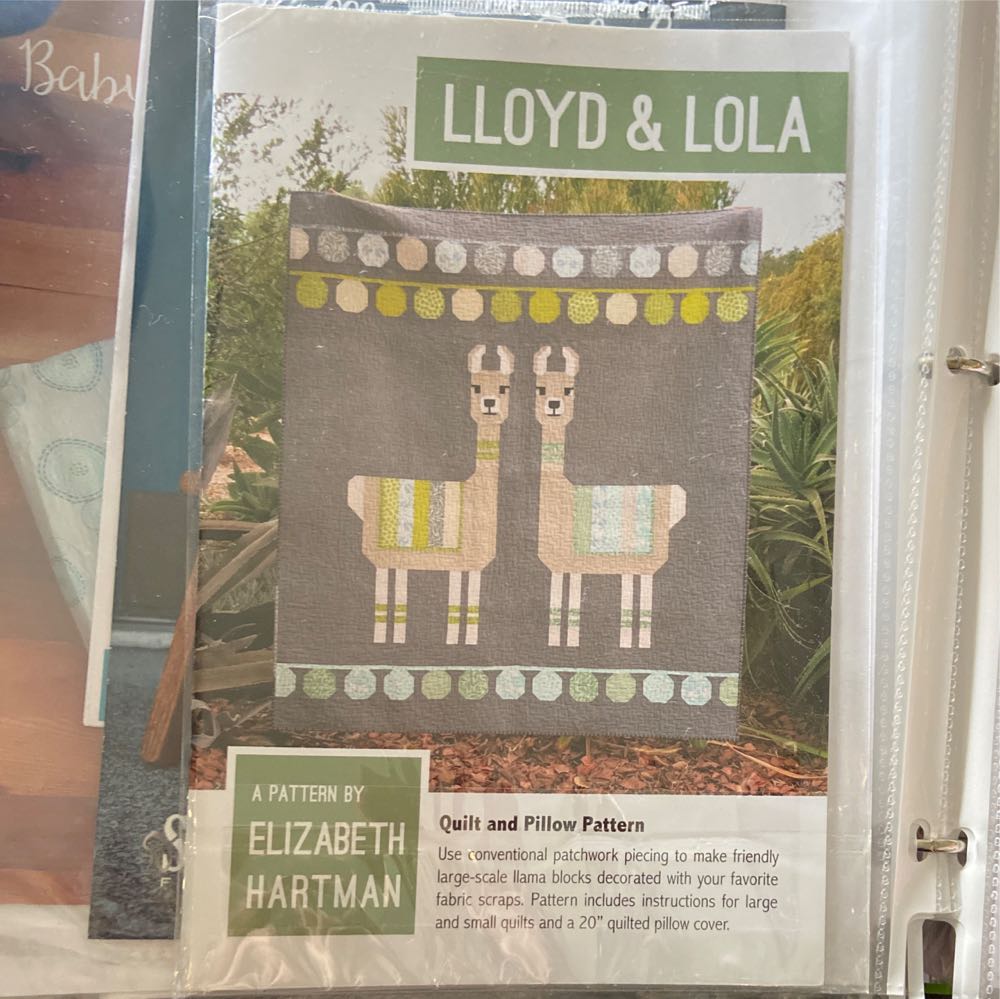 Baby
LLOYD & LOLA
A PATTERN BY
ELIZABETH
HARTMAN
Quilt and Pillow Pattern
Use conventional patchwork piecing to make friendly
large-scale llama blocks decorated with your favorite
fabric scraps. Pattern includes instructions for large
and small quilts and a 20" quilted pillow cover.